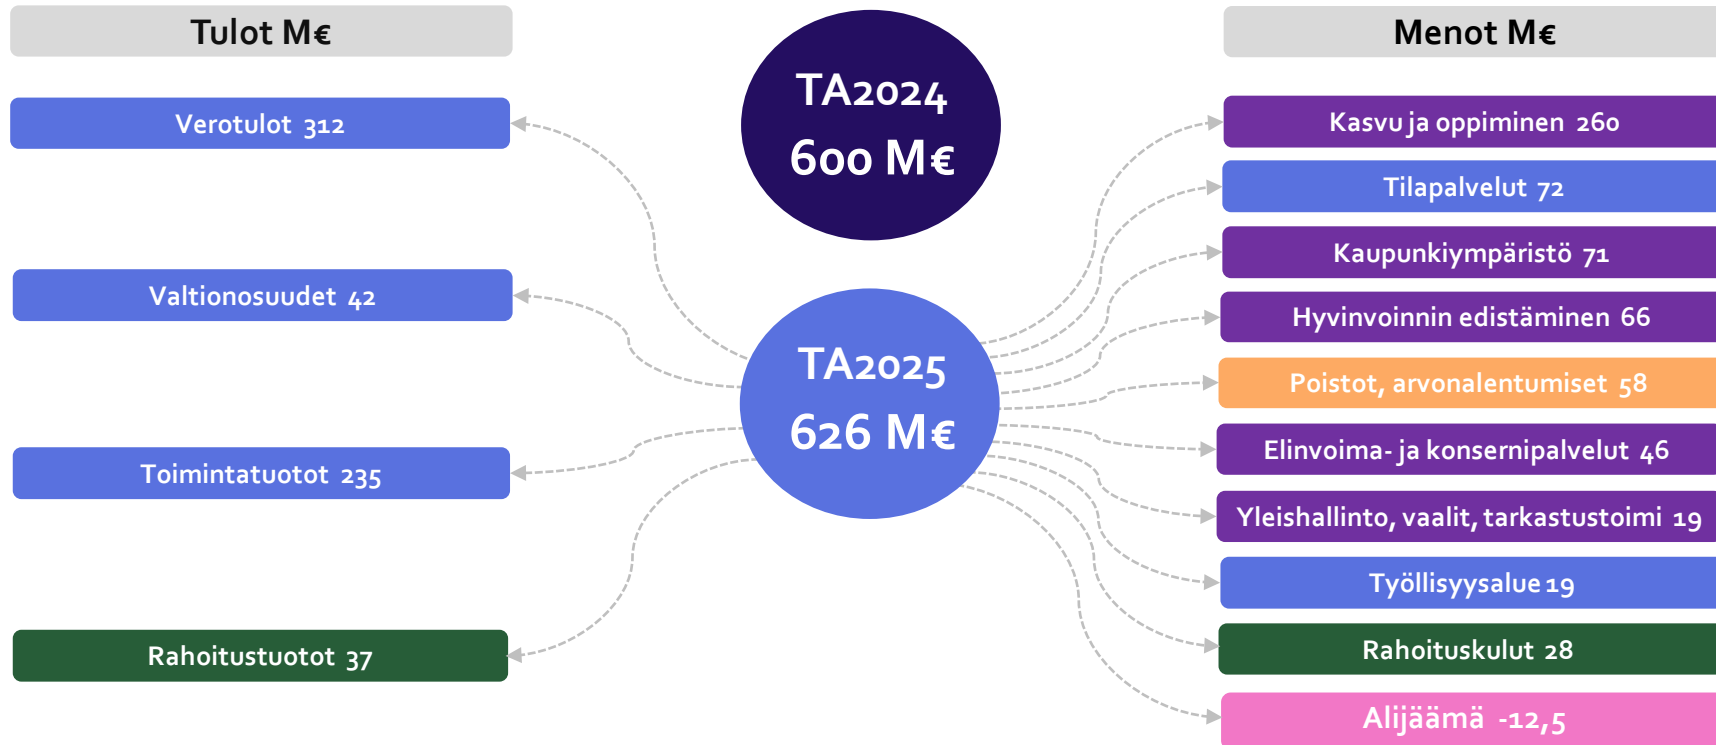 Tulot M€
Verotulot 312
Valtionosuudet 42
Toimintatuotot 235
Rahoitustuotot 37
TA2024
600 M€
TA2025
626 M€
Menot M€
Kasvu ja oppiminen 260
Tilapalvelut 72
Kaupunkiympäristö 71
Hyvinvoinnin edistäminen 66
Poistot, arvonalentumiset 58
Elinvoima- ja konsernipalvelut 46
Yleishallinto, vaalit, tarkastustoimi 19
Työllisyysalue 19
Rahoituskulut 28
Alijäämä -12,5